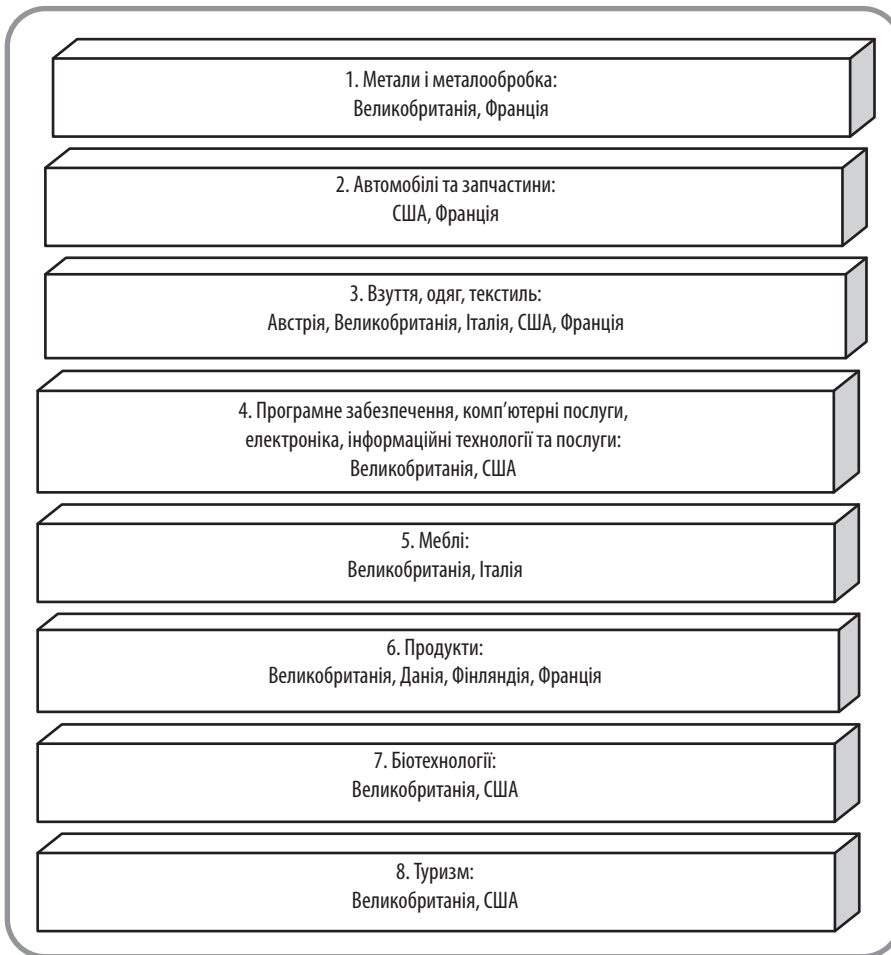 1. Метали і металообробка:
Великобританія, Франція
2. Автомобілі та запчастини:
США, Франція
3. Взуття, одяг, текстиль:
Австрія, Великобританія, Італія, США, Франція
4. Програмне забезпечення, комп’ютерні послуги,
електроніка, інформаційні технології та послуги:
Великобританія, США
5. Меблі:
Великобританія, Італія
6. Продукти:
Великобританія, Данія, Фінляндія, Франція
7. Біотехнології:
Великобританія, США
8. Туризм:
Великобританія, США